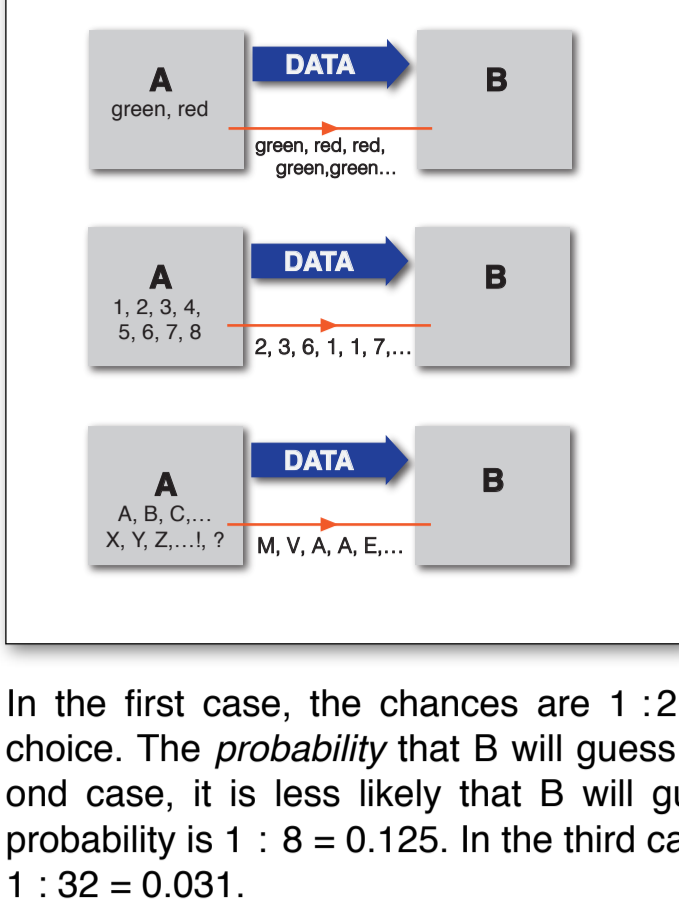 A
green, red
DATA
B
green, red, red,
green,green...
A
1, 2, 3, 4,
5, 6, 7, 8
DATA
B
2, 3, 6, 1, 1, 7,...
A
A, B, C,...
X, Y, Z,...!, ?
DATA
B
M, V, A, A, E,...
In the first case, the chances are 1 :2
choice. The probability that B will guess
ond case, it is less likely that B will gu
probability is 1 : 8 = 0.125. In the third ca
1 : 32 = 0.031.